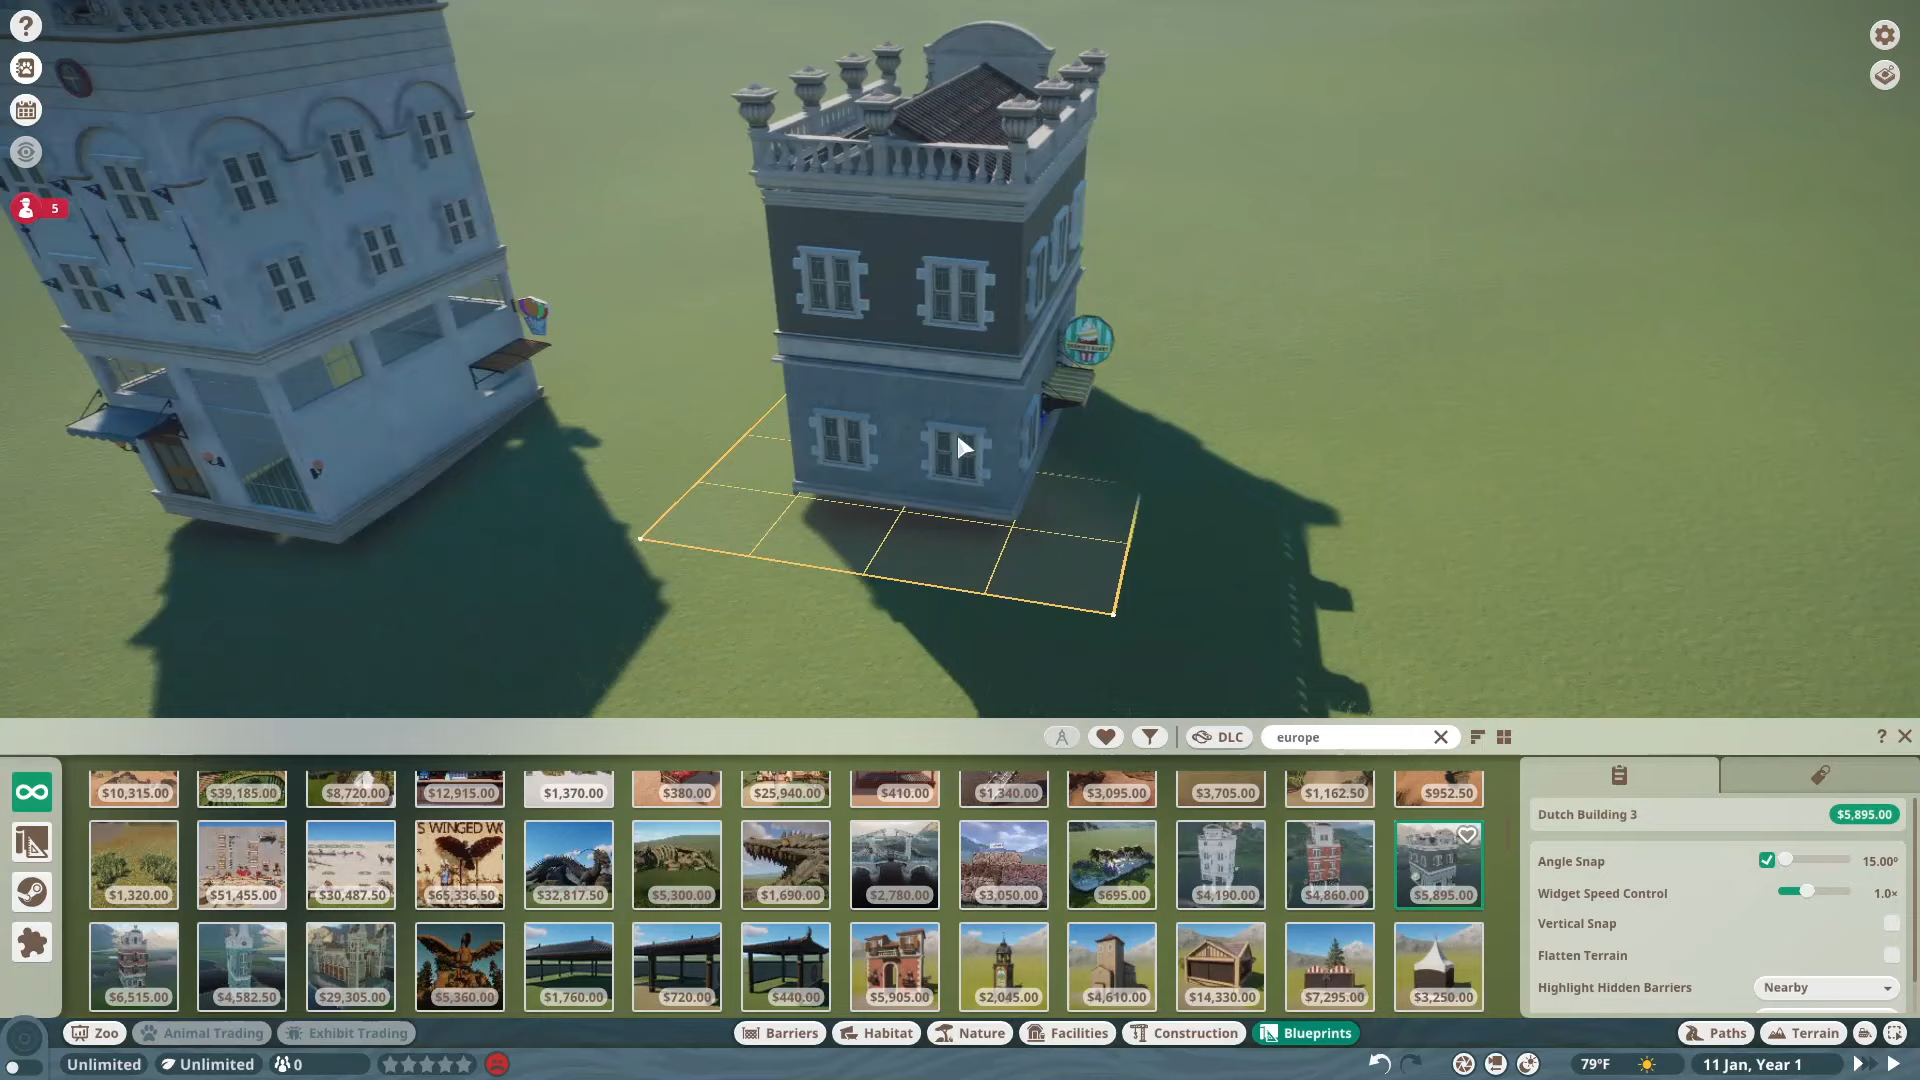 ?
5
DLC
europe
?
$10,315.00
$39,185.00
$8,720.00
$12,915.00
$1,370.00
$380.00
$25,940.00
$410.00
$1,340.00
$3,095.00
$3,705.00
$1,162.50
$952.50
S WINGED WO
$1,320.00
$51,455.00
$30,487.50
$65,336.50
$32,817.50
$5,300.00
$1,690.00
$2,780.00
$3,050.00
$695.00
$4,190.00
$4,860.00
$5,895.00
$6,515.00
$4,582.50
$29,305.00
$5,360.00
$1,760.00
$720.00
$440.00
$5,905.00
$2,045.00
$4,610.00
$14,330.00
$7,295.00
$3,250.00
Dutch Building 3
$5,895.00
Angle Snap
15.00°
Widget Speed Control
1.0×
Vertical Snap
Flatten Terrain
Highlight Hidden Barriers
Nearby
Zoo
Animal Trading
Exhibit Trading
Barriers
Habitat
Nature
Facilities
Construction
Blueprints
Paths
Terrain
Unlimited
Unlimited
0
79°F
11 Jan, Year 1